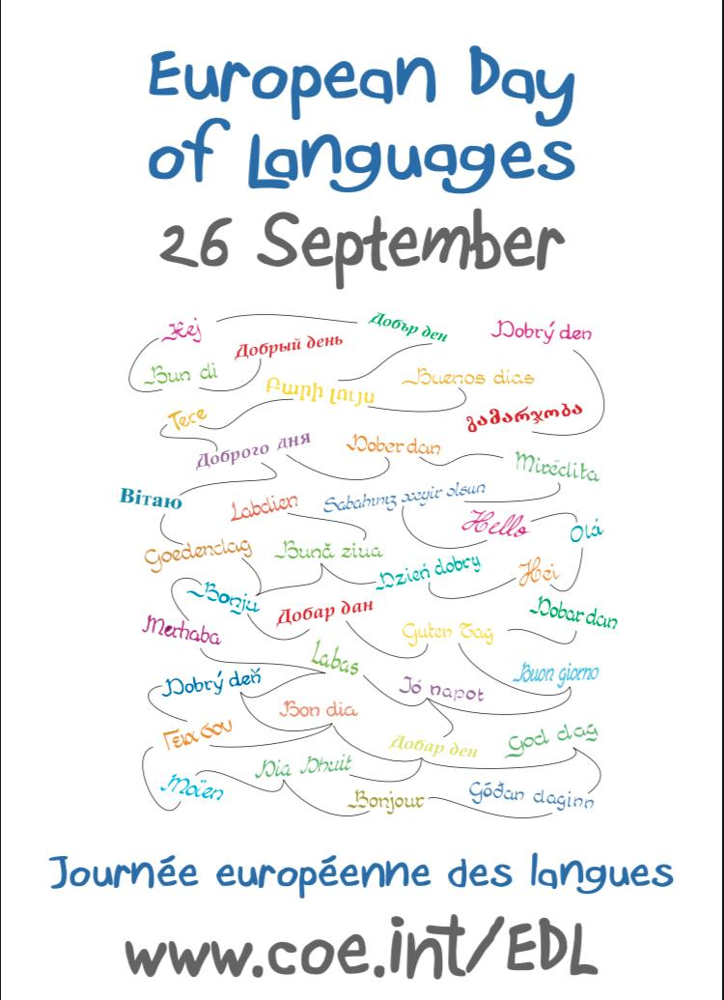 European Day
of Languages
26 September
Hej
Добър ден
Dobrý den
Добрый день
Bun di
Buenos dias
Բարի լույս
Tere
გამარჯობა
Доброго дня
Dober dan
Mirëdita
Вітаю
Labdien
Sabahınız xeyir olsun
Hello
Olá
Goedendag
Bună ziua
Dzień dobry
Hei
Bonju
Добар дан
Dobar dan
Merhaba
Guten Tag
Labas
Buon giorno
Dobrý deň
Jó napot
Bon dia
Γεια σου
Добар ден
God dag
Dia Dhuit
Moïen
Bonjour
Góðan daginn
Journée européenne des langues
www.coe.int/EDL